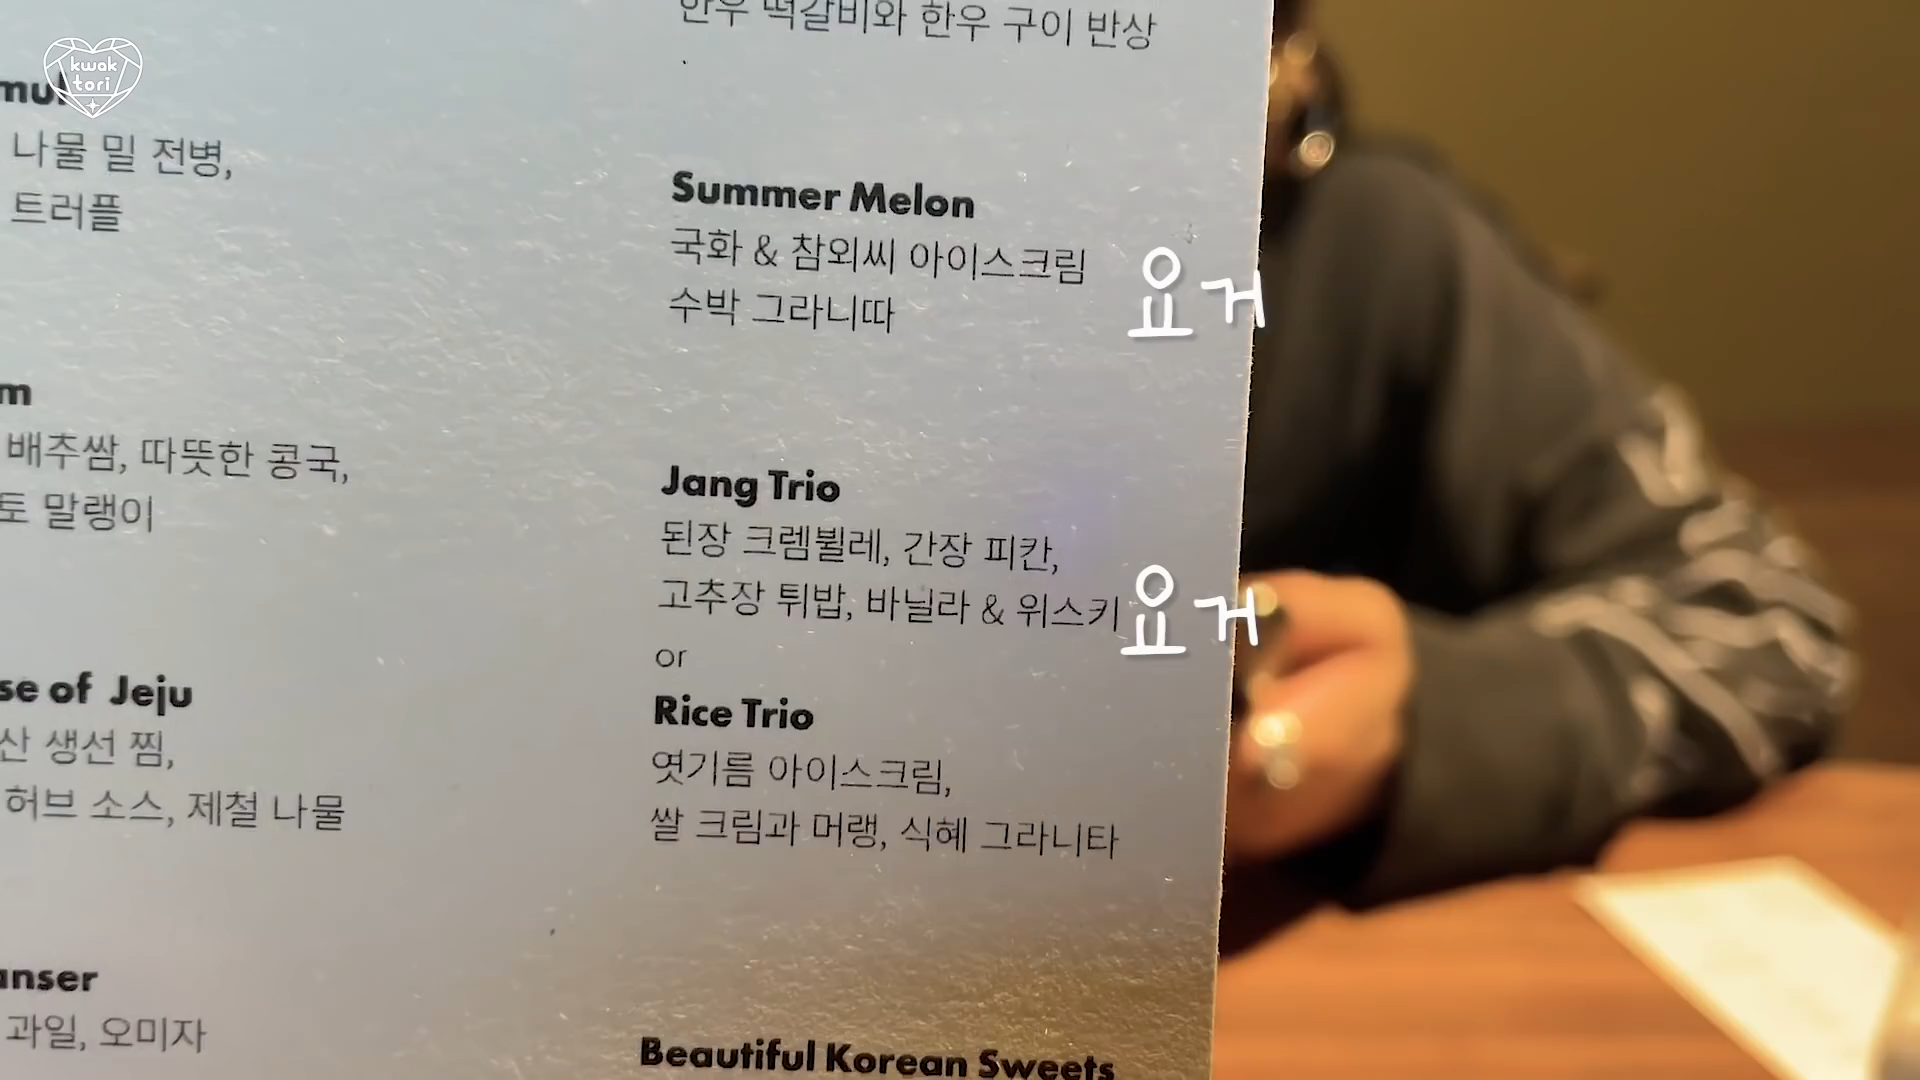 kwak
tori
나물 밀 전병,
트러플
m
배추쌈, 따뜻한 콩국,
토 말랭이
se of Jeju
산 생선 찜,
허브 소스, 제철 나물
anser
과일, 오미자
한우 떡갈비와 한우 구이 반상
Summer Melon
국화 & 참외씨 아이스크림
수박 그라니따
요거
Jang Trio
된장 크렘뷜레, 간장 피칸,
고추장 튀밥, 바닐라 & 위스키
요거
or
Rice Trio
엿기름 아이스크림,
쌀 크림과 머랭, 식혜 그라니타
Beautiful Korean Sweets